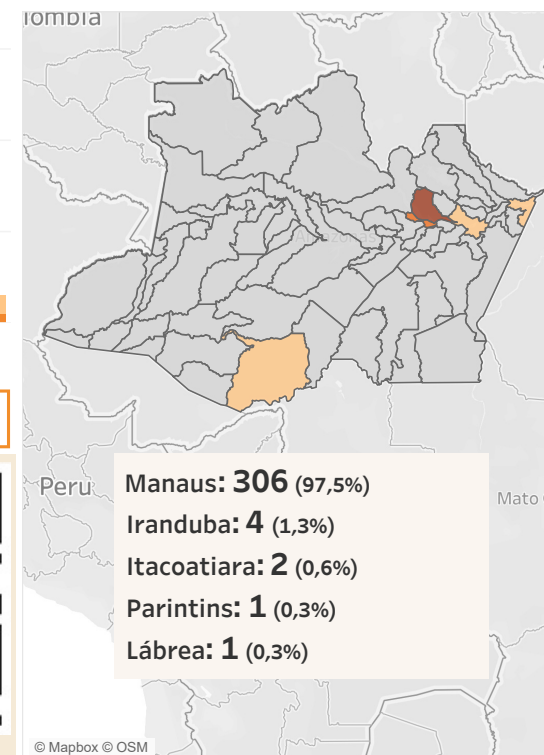 lombia
Amazonas
Peru
Mato
Manaus: 306 (97,5%)
Iranduba: 4 (1,3%)
Itacoatiara: 2 (0,6%)
Parintins: 1 (0,3%)
Lábrea: 1 (0,3%)
© Mapbox © OSM